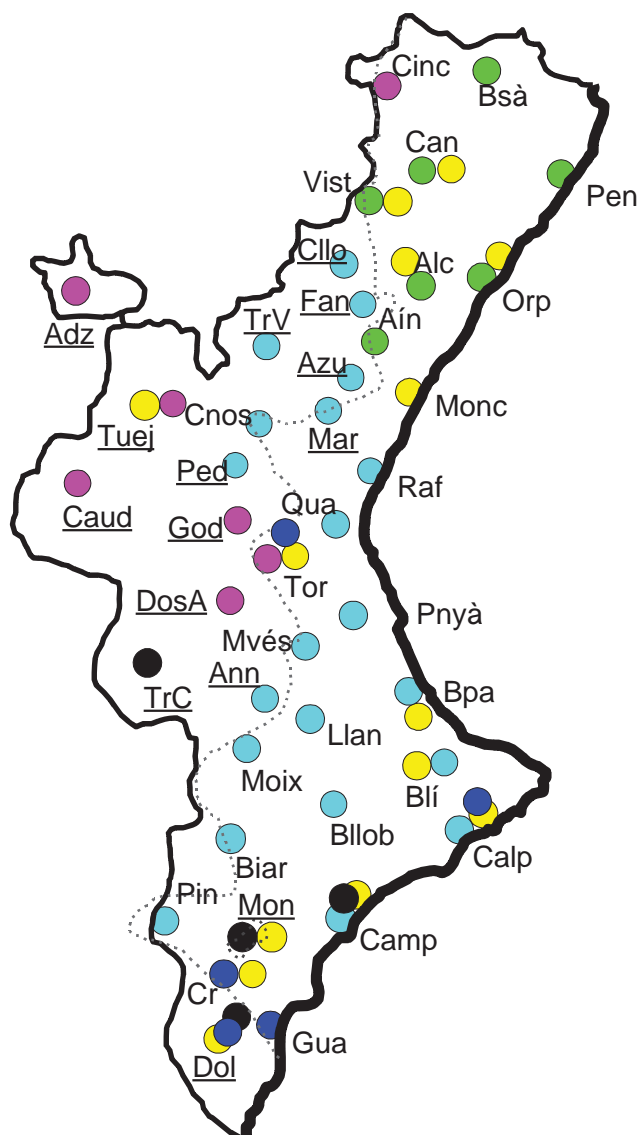 Cinc
Bsà
Can
Vist
Pen
Cllo
Alc
Fan
Orp
Adz
TrV
Aín
Azu
Monc
Cnos
Tuej
Mar
Ped
Raf
Caud
Qua
God
Tor
DosA
Pnyà
Mvés
Ann
TrC
Bpa
Llan
Moix
Blí
Bllob
Calp
Biar
Pin
Mon
Camp
Cr
Gua
Dol